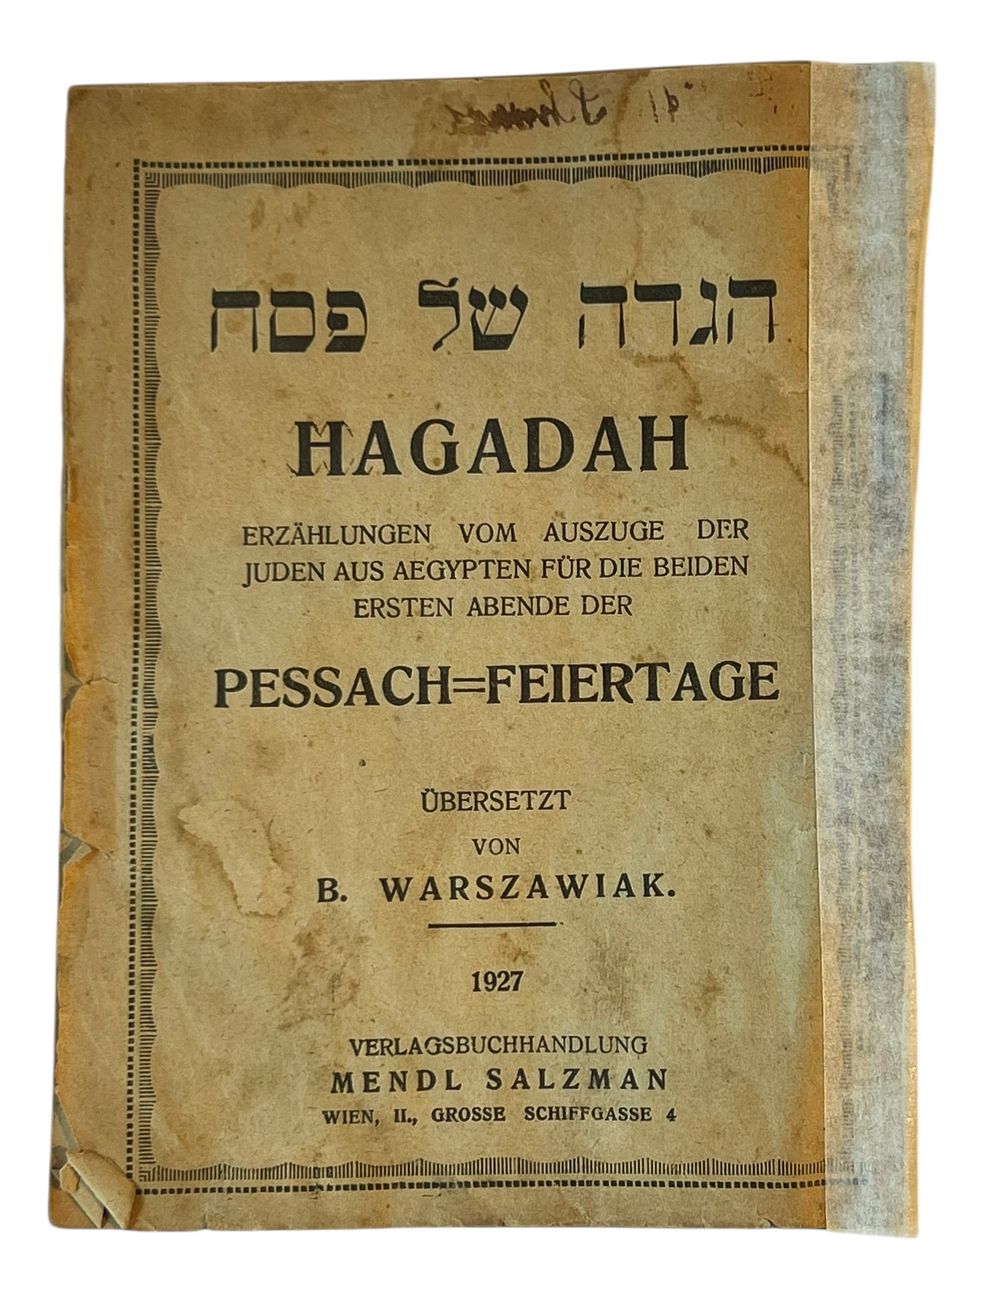 הגדה של פסח
HAGADAH
ERZÄHLUNGEN VOM AUSZUGE DER
JUDEN AUS AEGYPTEN FÜR DIE BEIDEN
ERSTEN ABENDE DER
PESSACH=FEIERTAGE
ÜBERSETZT
VON
B. WARSZAWIAK.
1927
VERLAGSBUCHHANDLUNG
MENDL SALZMAN
WIEN, II., GROSSE SCHIFFGASSE 4